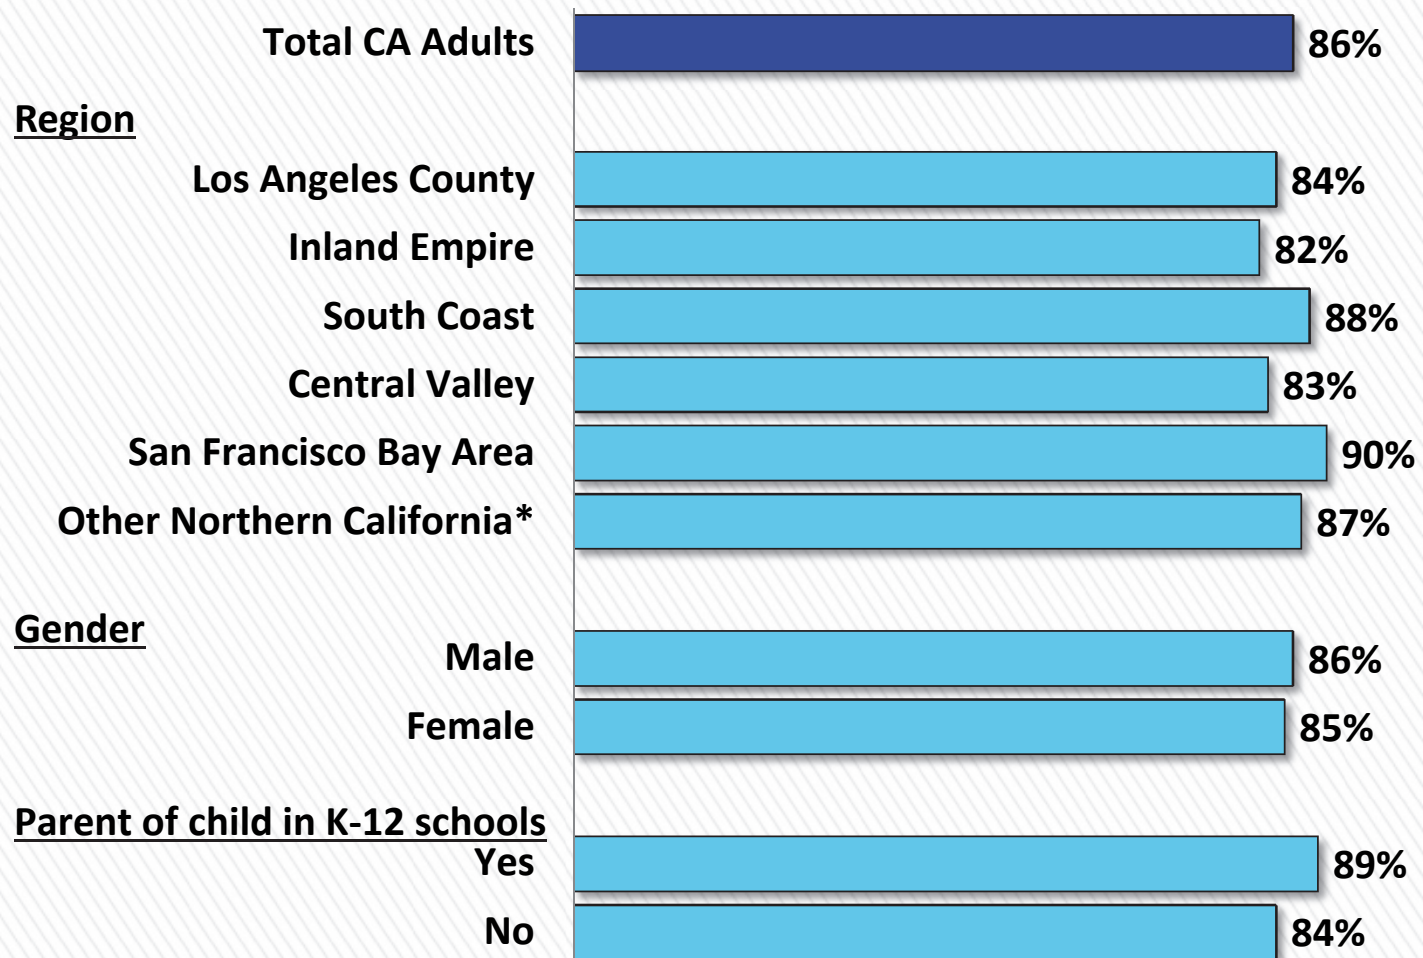 Total CA Adults 86%
Region
Los Angeles County 84%
Inland Empire 82%
South Coast 88%
Central Valley 83%
San Francisco Bay Area 90%
Other Northern California* 87%
Gender
Male 86%
Female 85%
Parent of child in K-12 schools
Yes 89%
No 84%